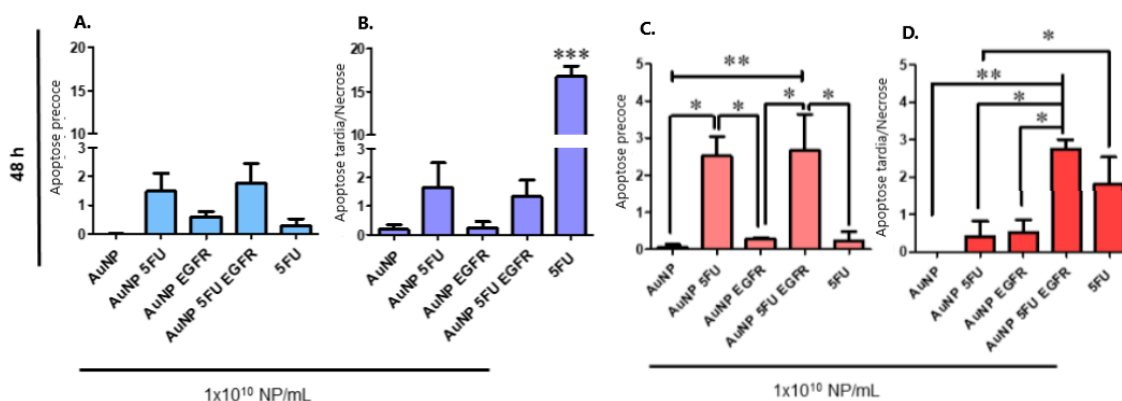 A.
B.
C.
D.
48 h
Apoptose precoce
20
15
10
3
2
1
0
AuNP
AuNP 5FU
AuNP EGFR
AuNP 5FU EGFR
5FU
Apoptose tardia/Necrose
20
15
10
3
2
1
0
***
AuNP
AuNP 5FU
AuNP EGFR
AuNP 5FU EGFR
5FU
1x10¹⁰ NP/mL
Apoptose precoce
5
4
3
2
1
0
**
*
*
*
*
AuNP
AuNP 5FU
AuNP EGFR
AuNP 5FU EGFR
5FU
Apoptose tardia/Necrose
5
4
3
2
1
0
*
**
*
*
AuNP
AuNP 5FU
AuNP EGFR
AuNP 5FU EGFR
5FU
1x10¹⁰ NP/mL